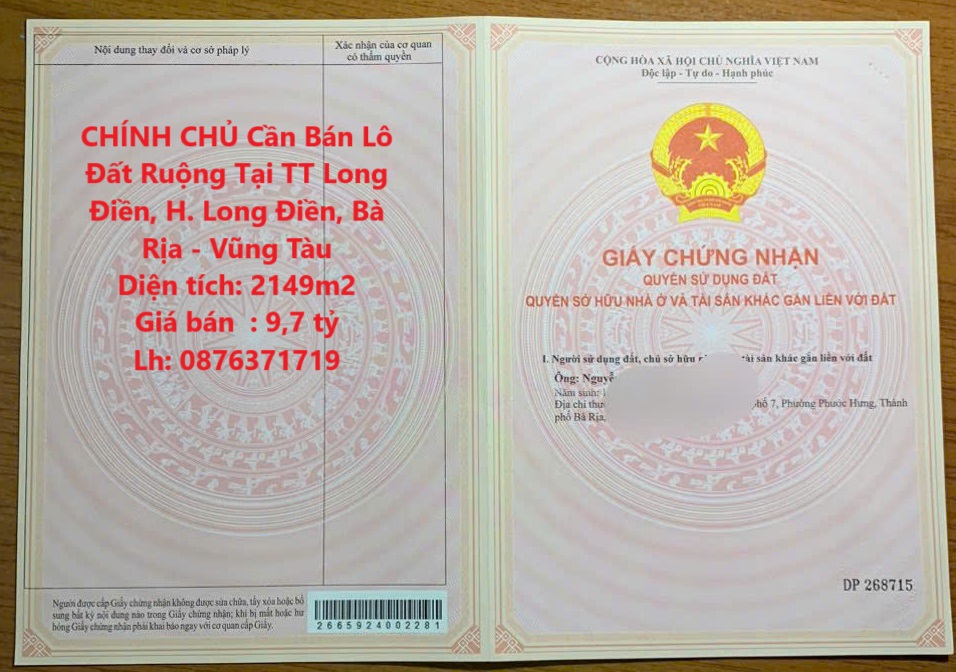 Nội dung thay đổi và cơ sở pháp lý
Xác nhận của cơ quan
có thẩm quyền
CHÍNH CHỦ Cần Bán Lô
Đất Ruộng Tại TT Long
Điền, H. Long Điền, Bà
Rịa - Vũng Tàu
Diện tích: 2149m2
Giá bán : 9,7 tỷ
Lh: 0876371719
Người được cấp Giấy chứng nhận không được sửa chữa, tẩy xóa hoặc bổ
sung bất kỳ nội dung nào trong Giấy chứng nhận; khi bị mất hoặc hư
hỏng Giấy chứng nhận phải khai báo ngay với cơ quan cấp Giấy.
2665924002281
CỘNG HÒA XÃ HỘI CHỦ NGHĨA VIỆT NAM
Độc lập - Tự do - Hạnh phúc
GIẤY CHỨNG NHẬN
QUYỀN SỬ DỤNG ĐẤT
QUYỀN SỞ HỮU NHÀ Ở VÀ TÀI SẢN KHÁC GẮN LIỀN VỚI ĐẤT
I. Người sử dụng đất, chủ sở hữu tài sản khác gắn liền với đất
Ông: Nguyễ
Năm sinh:
Địa chỉ thư phố 7, Phường Phước Hưng, Thành
phố Bà Rịa,
DP 268715